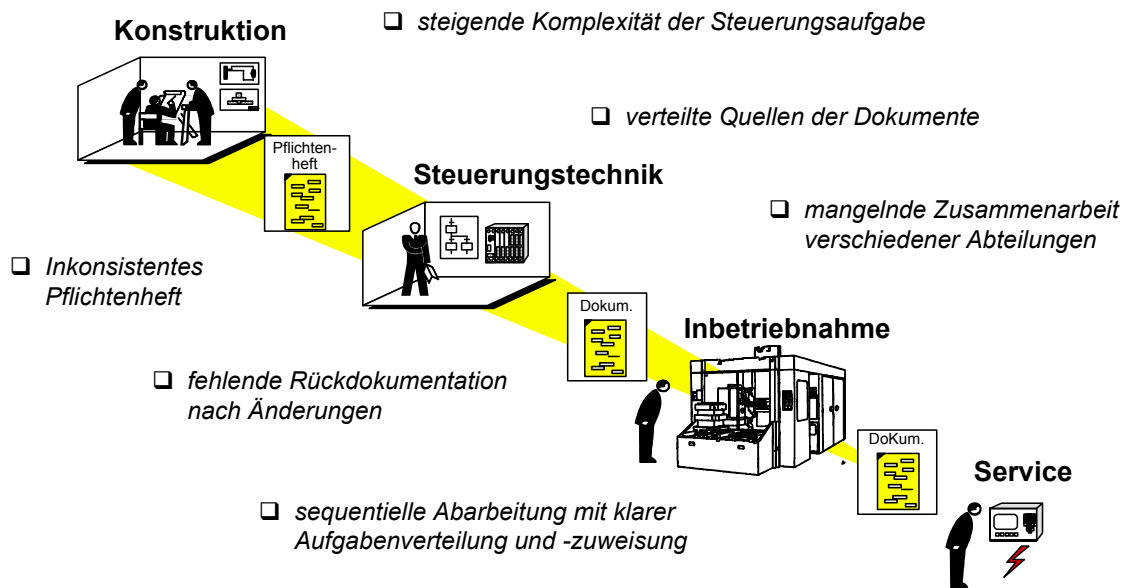 Konstruktion
❑ steigende Komplexität der Steuerungsaufgabe
❑ verteilte Quellen der Dokumente
Pflichten-
heft
Steuerungstechnik
❑ mangelnde Zusammenarbeit
verschiedener Abteilungen
❑ Inkonsistentes
Pflichtenheft
Dokum.
Inbetriebnahme
❑ fehlende Rückdokumentation
nach Änderungen
DoKum.
Service
❑ sequentielle Abarbeitung mit klarer
Aufgabenverteilung und -zuweisung